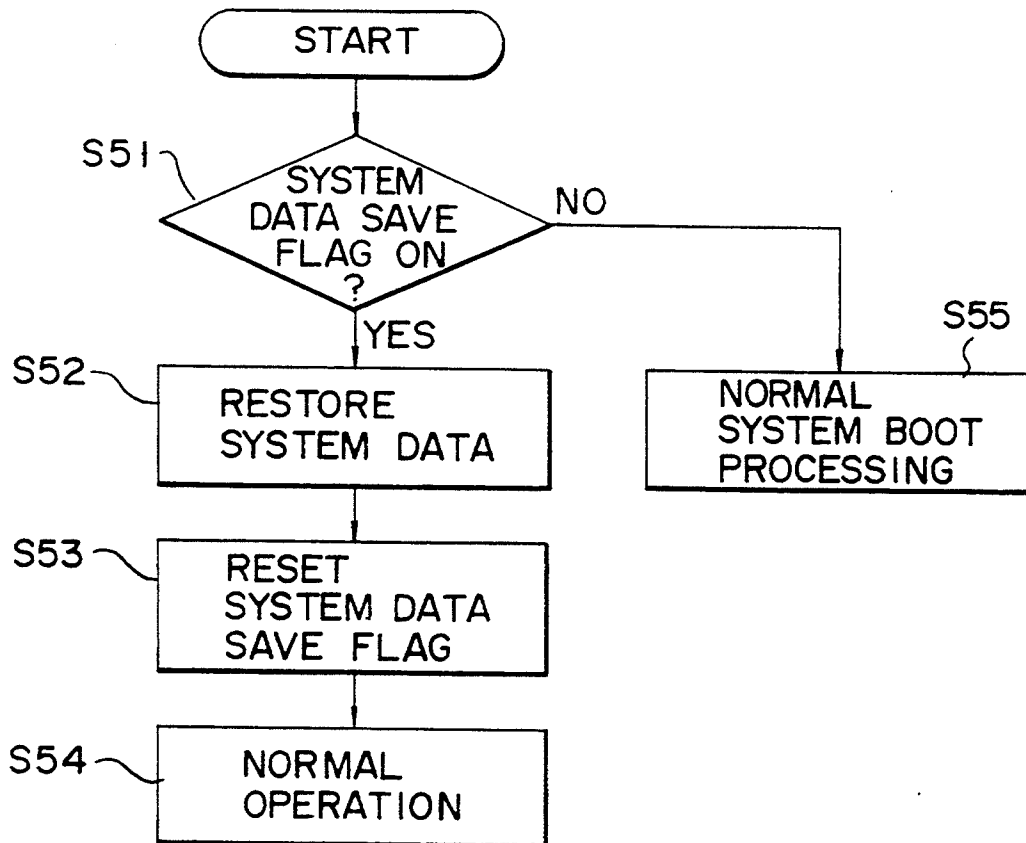 START
S51
SYSTEM
DATA SAVE
FLAG ON
?
NO
YES
S52
RESTORE
SYSTEM DATA
S55
NORMAL
SYSTEM BOOT
PROCESSING
S53
RESET
SYSTEM DATA
SAVE FLAG
S54
NORMAL
OPERATION